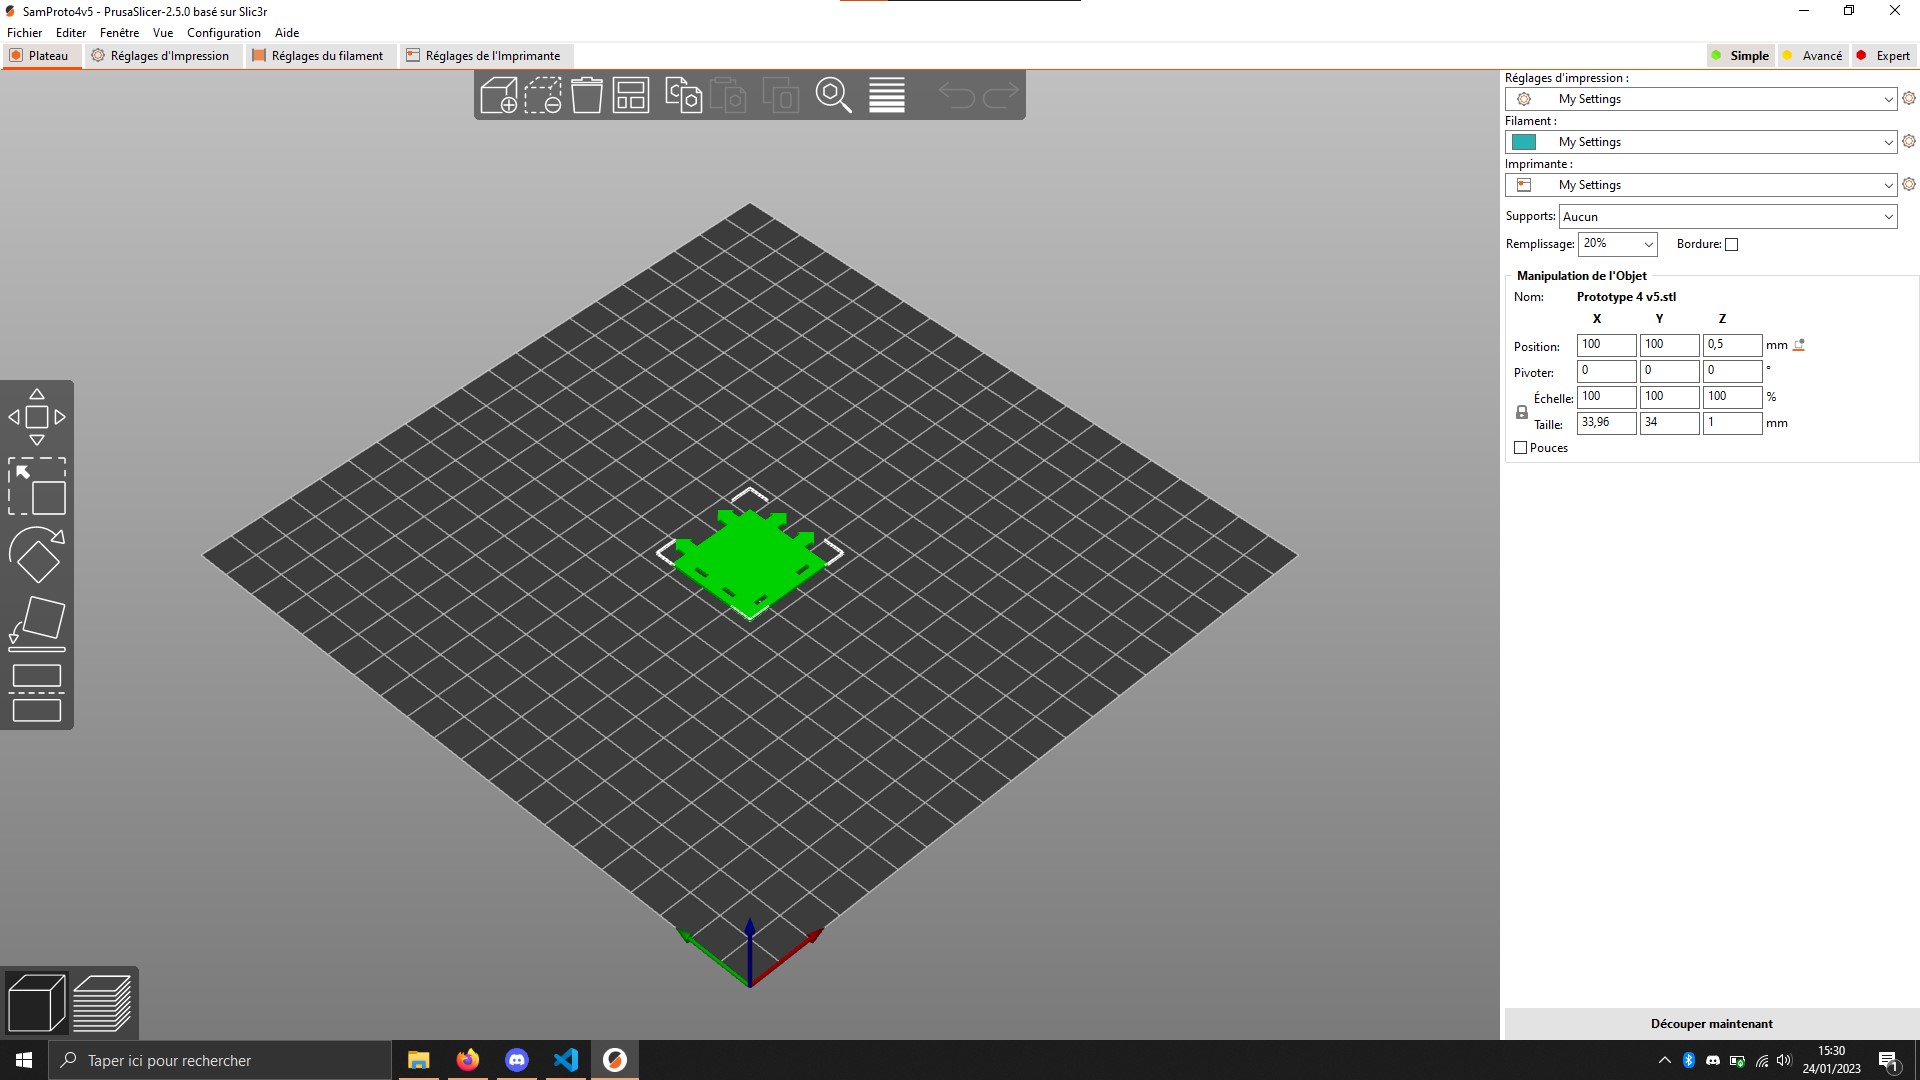 SamProto4v5 - PrusaSlicer-2.5.0 basé sur Slic3r
Fichier Editer Fenêtre Vue Configuration Aide
Plateau Réglages d'Impression Réglages du filament Réglages de l'Imprimante Simple Avancé Expert
Réglages d'impression :
My Settings
Filament :
My Settings
Imprimante :
My Settings
Supports: Aucun
Remplissage: 20% Bordure:
Manipulation de l'Objet
Nom: Prototype 4 v5.stl
X Y Z
Position: 100 100 0,5 mm
Pivoter: 0 0 0 °
Échelle: 100 100 100 %
Taille: 33,96 34 1 mm
Pouces
Découper maintenant
Taper ici pour rechercher
15:30
24/01/2023
1